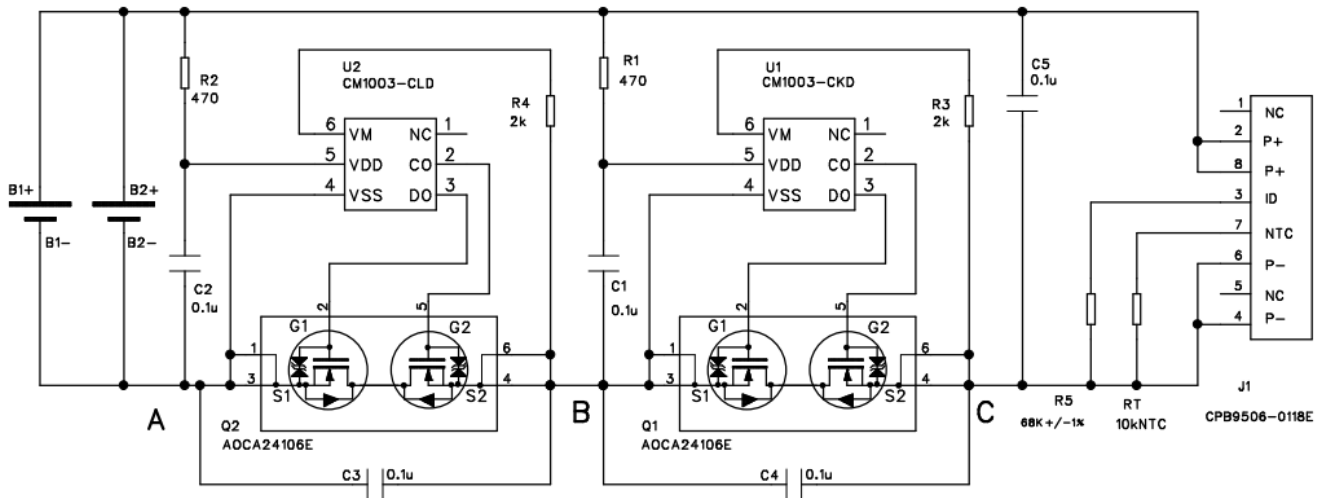 U2
CM1003-CLD
R2
470
R4
2k
6 VM NC 1
5 VDD CO 2
4 VSS DO 3
B1+
B1-
B2+
B2-
C2
0.1u
2
5
G1
G2
1
3
6
4
S1
S2
A
Q2
AOCA24106E
C3
0.1u
B
R1
470
U1
CM1003-CKD
R3
2k
6 VM NC 1
5 VDD CO 2
4 VSS DO 3
C1
0.1u
2
5
G1
G2
1
3
6
4
S1
S2
Q1
AOCA24106E
C4
0.1u
C
C5
0.1u
1 NC
2 P+
8 P+
3 ID
7 NTC
6 P-
5 NC
4 P-
R5
68K+/-1%
RT
10kNTC
J1
CPB9506-0118E